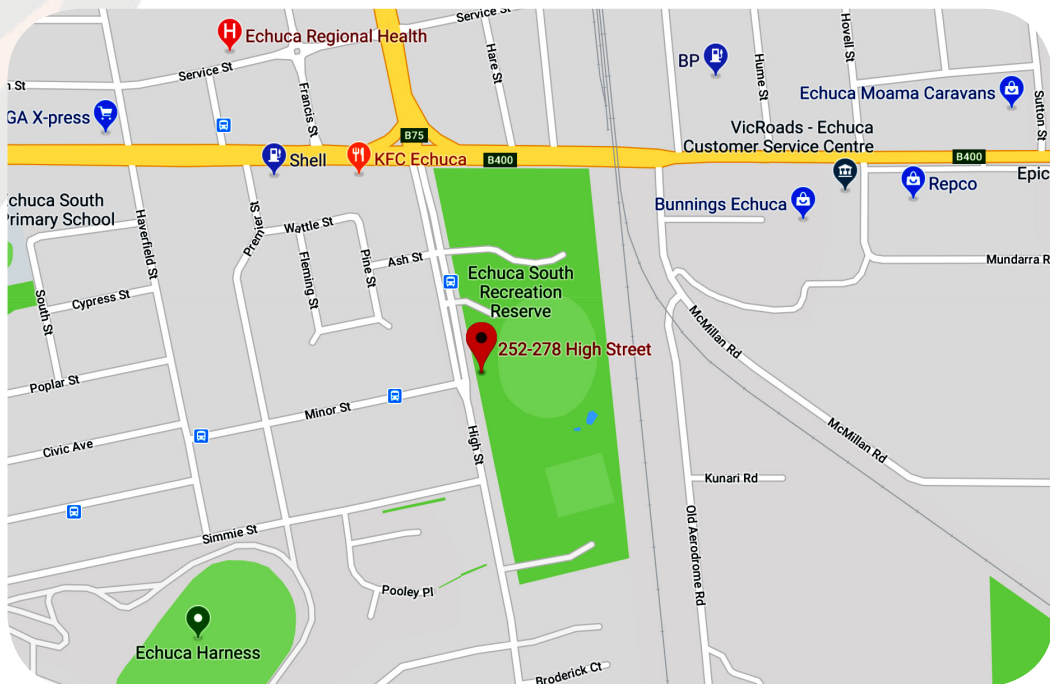 Service St
Echuca Regional Health
Service St
n St
Hare St
Francis St
BP
Hume St
Hovell St
Echuca Moama Caravans
Sutton St
GA X-press
VicRoads - Echuca
Customer Service Centre
B75
Shell
KFC Echuca
B400
B400
Epic
Repco
Bunnings Echuca
chuca South
Primary School
Haverfield St
Premier St
Wattle St
Fleming St
Pine St
Ash St
Mundarra R
Echuca South
Recreation
Reserve
South St
Cypress St
McMillan Rd
252-278 High Street
Poplar St
Minor St
High St
Civic Ave
McMillan Rd
Kunari Rd
Simmie St
Old Aerodrome Rd
Pooley Pl
Echuca Harness
Broderick Ct